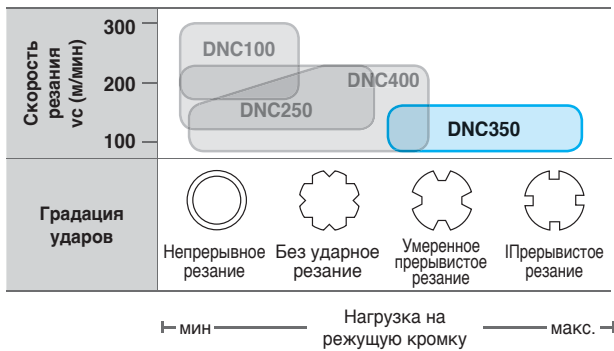 Скорость
резания
vc (м/мин)
300
200
100
DNC100
DNC400
DNC250
DNC350
Градация
ударов
Непрерывное
резание
Без ударное
резание
Умеренное
прерывистое
резание
IПрерывистое
резание
мин
Нагрузка на
режущую кромку
макс.